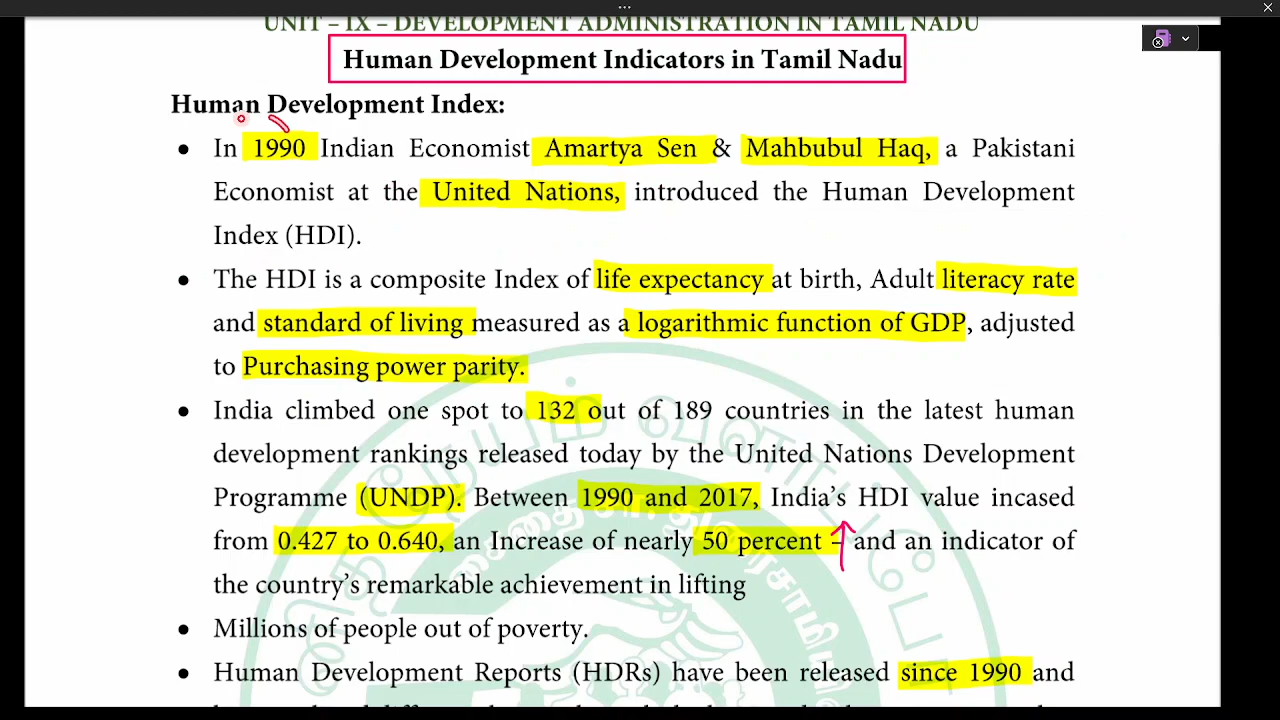 UNIT – IX – DEVELOPMENT ADMINISTRATION IN TAMIL NADU
Human Development Indicators in Tamil Nadu
Human Development Index:
• In 1990 Indian Economist Amartya Sen & Mahbubul Haq, a Pakistani
Economist at the United Nations, introduced the Human Development
Index (HDI).
• The HDI is a composite Index of life expectancy at birth, Adult literacy rate
and standard of living measured as a logarithmic function of GDP, adjusted
to Purchasing power parity.
• India climbed one spot to 132 out of 189 countries in the latest human
development rankings released today by the United Nations Development
Programme (UNDP). Between 1990 and 2017, India's HDI value incased
from 0.427 to 0.640, an Increase of nearly 50 percent – and an indicator of
the country's remarkable achievement in lifting
• Millions of people out of poverty.
• Human Development Reports (HDRs) have been released since 1990 and